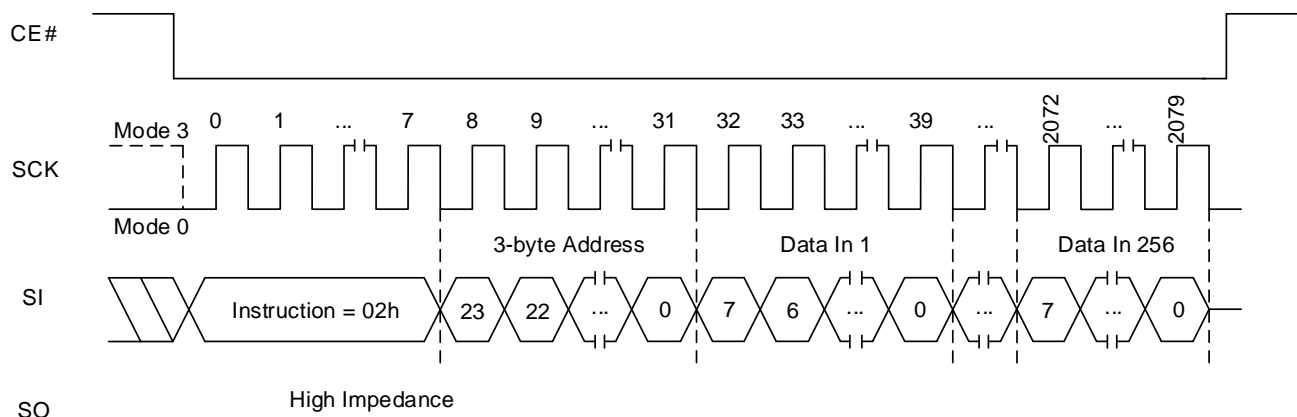 CE#
Mode 3 0 1 ... 7 8 9 ... 31 32 33 ... 39 ... 2072 ... 2079
SCK
Mode 0
3-byte Address Data In 1 Data In 256
SI Instruction = 02h 23 22 ... 0 7 6 ... 0 ... 7 ... 0
High Impedance
SO